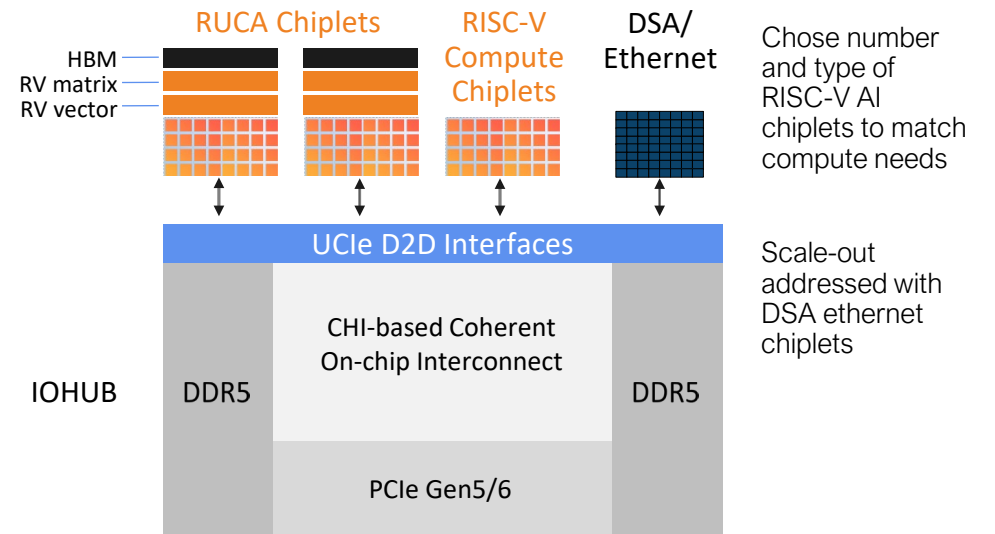 RUCA Chiplets
RISC-V
Compute
Chiplets
DSA/
Ethernet
HBM
RV matrix
RV vector
Chose number
and type of
RISC-V AI
chiplets to match
compute needs
UCIe D2D Interfaces
Scale-out
addressed with
DSA ethernet
chiplets
CHI-based Coherent
On-chip Interconnect
IOHUB
DDR5
DDR5
PCIe Gen5/6